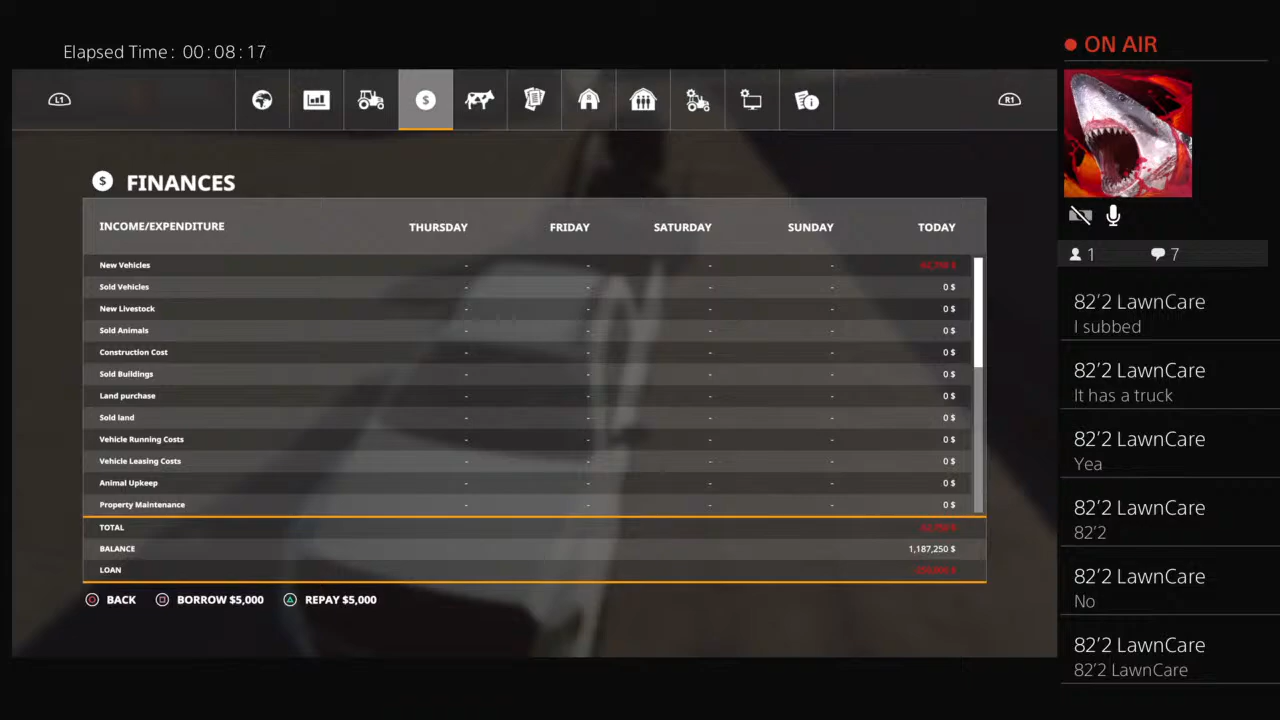 Elapsed Time: 00:08:17
ON AIR
L1
R1
FINANCES
INCOME/EXPENDITURE THURSDAY FRIDAY SATURDAY SUNDAY TODAY
New Vehicles - - - -
Sold Vehicles - - - - 0 $
New Livestock - - - - 0 $
Sold Animals - - - - 0 $
Construction Cost - - - - 0 $
Sold Buildings - - - - 0 $
Land purchase - - - - 0 $
Sold land - - - - 0 $
Vehicle Running Costs - - - - 0 $
Vehicle Leasing Costs - - - - 0 $
Animal Upkeep - - - - 0 $
Property Maintenance - - - - 0 $
TOTAL
BALANCE 1,187,250 $
LOAN
BACK BORROW $5,000 REPAY $5,000
1 7
82'2 LawnCare
I subbed
82'2 LawnCare
It has a truck
82'2 LawnCare
Yea
82'2 LawnCare
82'2
82'2 LawnCare
No
82'2 LawnCare
82'2 LawnCare